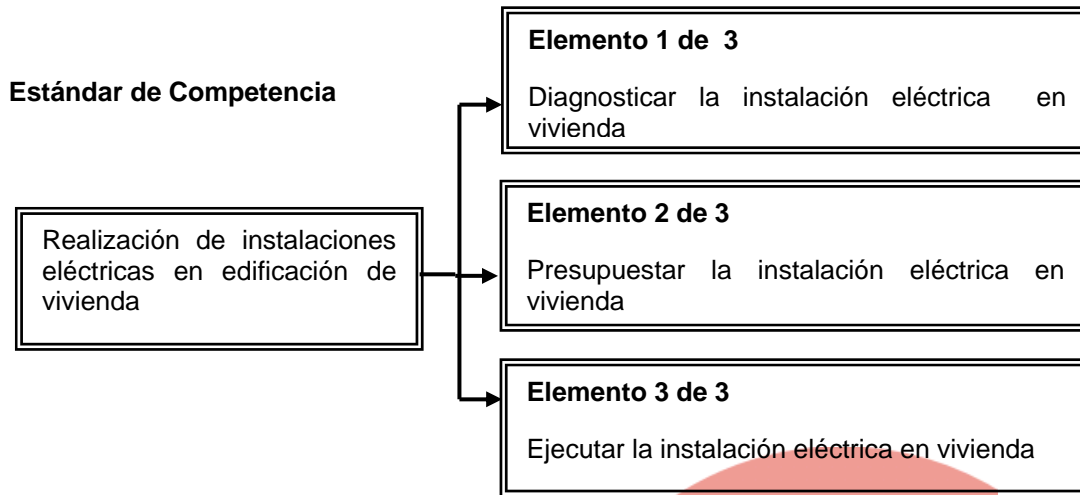 Estándar de Competencia
Realización de instalaciones
eléctricas en edificación de
vivienda
Elemento 1 de 3
Diagnosticar la instalación eléctrica en
vivienda
Elemento 2 de 3
Presupuestar la instalación eléctrica en
vivienda
Elemento 3 de 3
Ejecutar la instalación eléctrica en vivienda